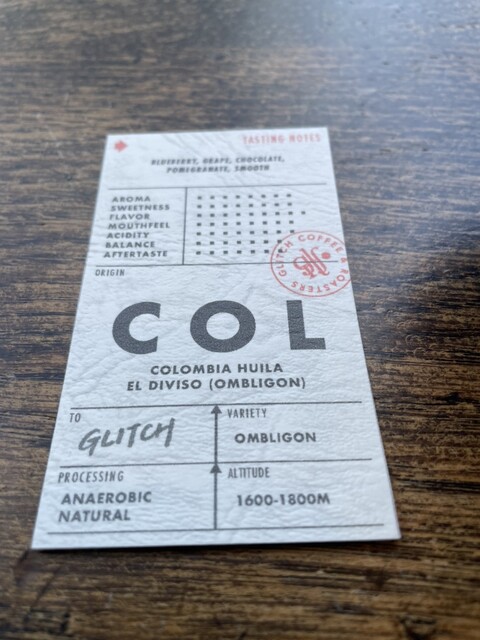 TASTING NOTES
BLUEBERRY, GRAPE, CHOCOLATE,
POMEGRANATE, SMOOTH
AROMA
SWEETNESS
FLAVOR
MOUTHFEEL
ACIDITY
BALANCE
AFTERTASTE
GLITCH COFFEE & ROASTERS
ORIGIN
COL
COLOMBIA HUILA
EL DIVISO (OMBLIGON)
TO
GLITCH
VARIETY
OMBLIGON
PROCESSING
ANAEROBIC
NATURAL
ALTITUDE
1600-1800M